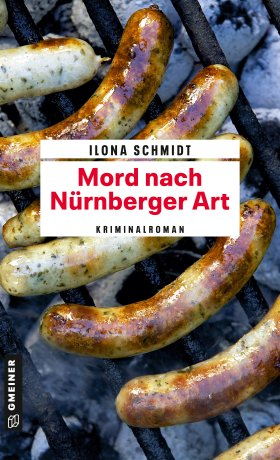 ILONA SCHMIDT
Mord nach
Nürnberger Art
KRIMINALROMAN
GMEINER